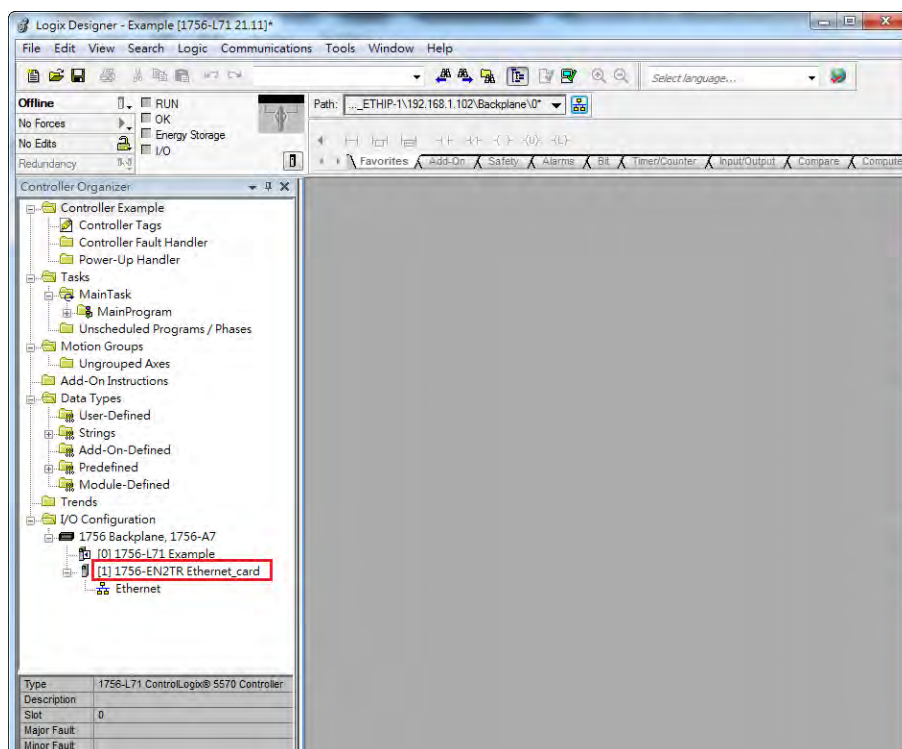 Logix Designer - Example [1756-L71 21.11]*
File Edit View Search Logic Communications Tools Window Help
Select language...
Offline
RUN
No Forces
OK
No Edits
Energy Storage
I/O
Redundancy
Path: ..._ETHIP-1\192.168.1.102\Backplane\0*
Favorites Add-On Safety Alarms Bit Timer/Counter Input/Output Compare Compute
Controller Organizer
Controller Example
Controller Tags
Controller Fault Handler
Power-Up Handler
Tasks
MainTask
MainProgram
Unscheduled Programs / Phases
Motion Groups
Ungrouped Axes
Add-On Instructions
Data Types
User-Defined
Strings
Add-On-Defined
Predefined
Module-Defined
Trends
I/O Configuration
1756 Backplane, 1756-A7
[0] 1756-L71 Example
[1] 1756-EN2TR Ethernet_card
Ethernet
Type 1756-L71 ControlLogix® 5570 Controller
Description
Slot 0
Major Fault
Minor Fault